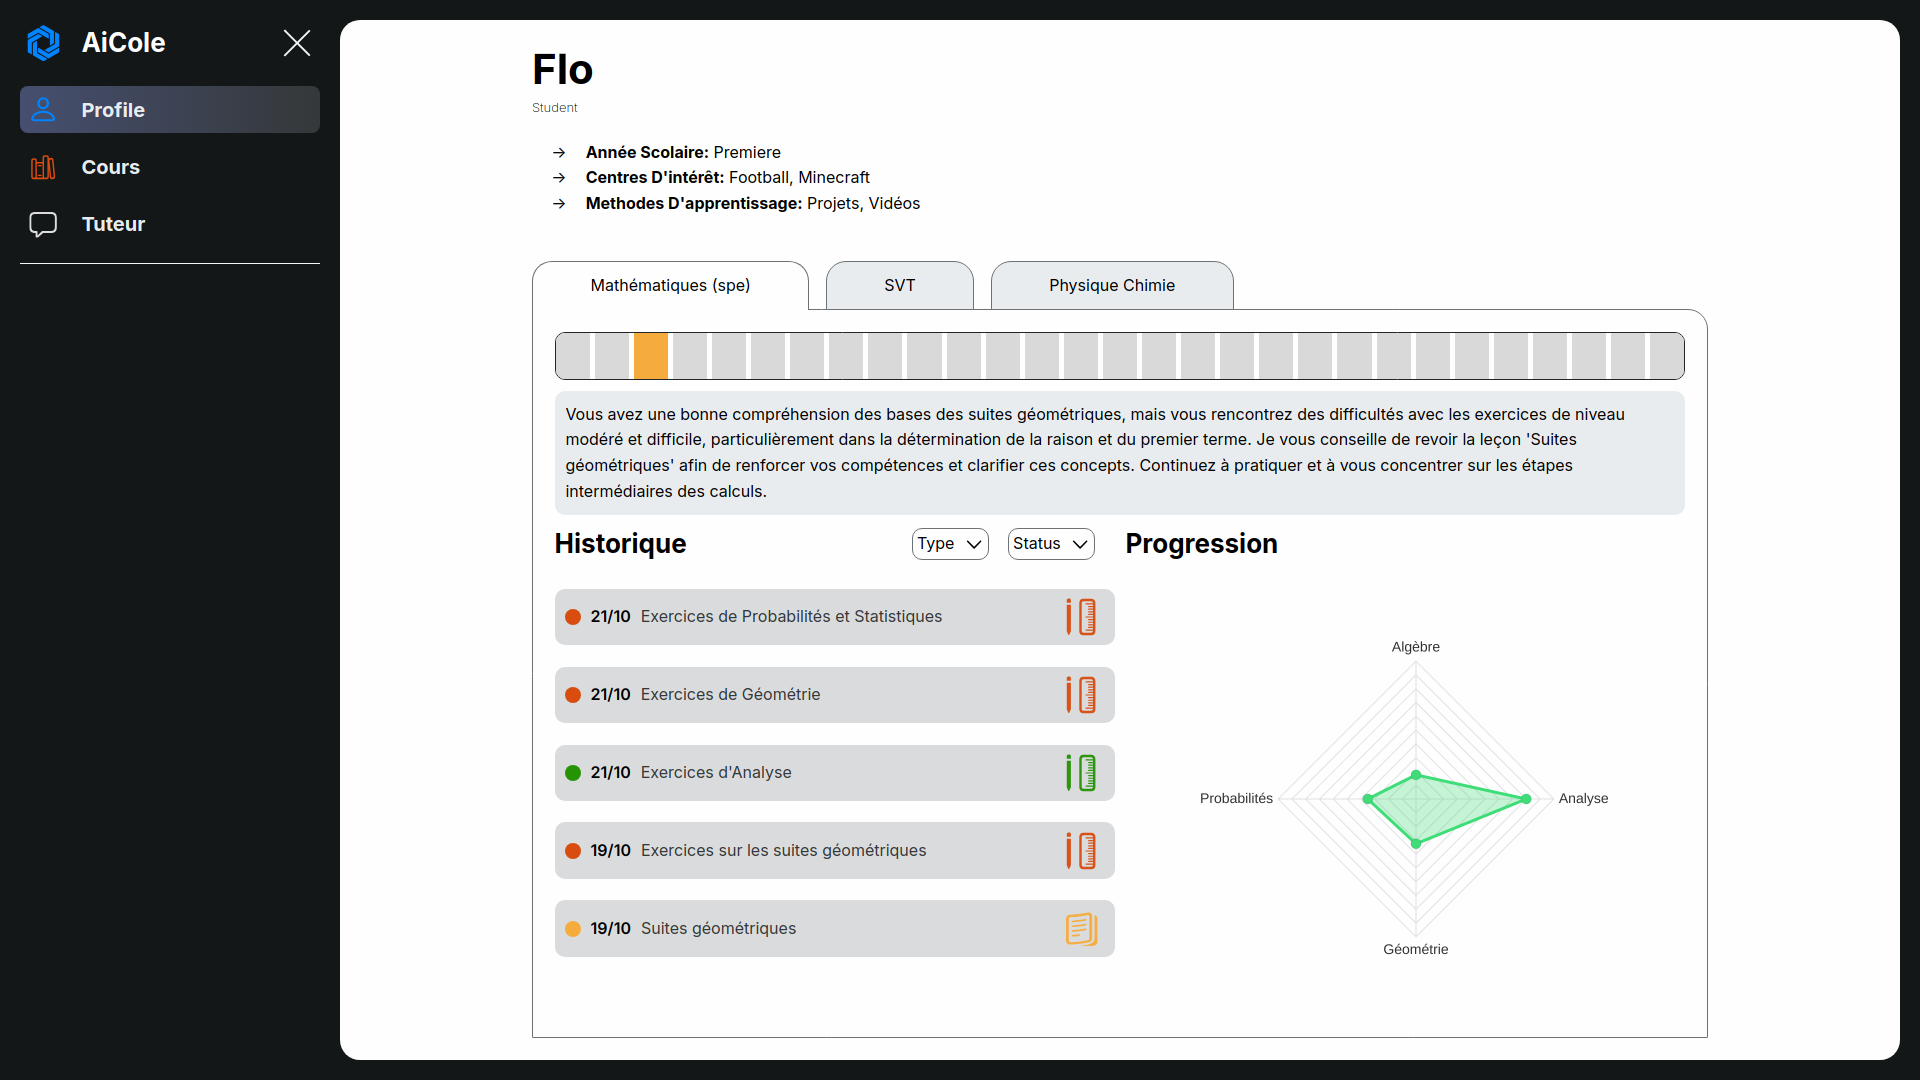 AiCole
Profile
Cours
Tuteur
Flo
Student
→ Année Scolaire: Premiere
→ Centres D'intérêt: Football, Minecraft
→ Methodes D'apprentissage: Projets, Vidéos
Mathématiques (spe)
SVT
Physique Chimie
Vous avez une bonne compréhension des bases des suites géométriques, mais vous rencontrez des difficultés avec les exercices de niveau
modéré et difficile, particulièrement dans la détermination de la raison et du premier terme. Je vous conseille de revoir la leçon 'Suites
géométriques' afin de renforcer vos compétences et clarifier ces concepts. Continuez à pratiquer et à vous concentrer sur les étapes
intermédiaires des calculs.
Historique
Type
Status
21/10 Exercices de Probabilités et Statistiques
21/10 Exercices de Géométrie
21/10 Exercices d'Analyse
19/10 Exercices sur les suites géométriques
19/10 Suites géométriques
Progression
Algèbre
Probabilités
Analyse
Géométrie